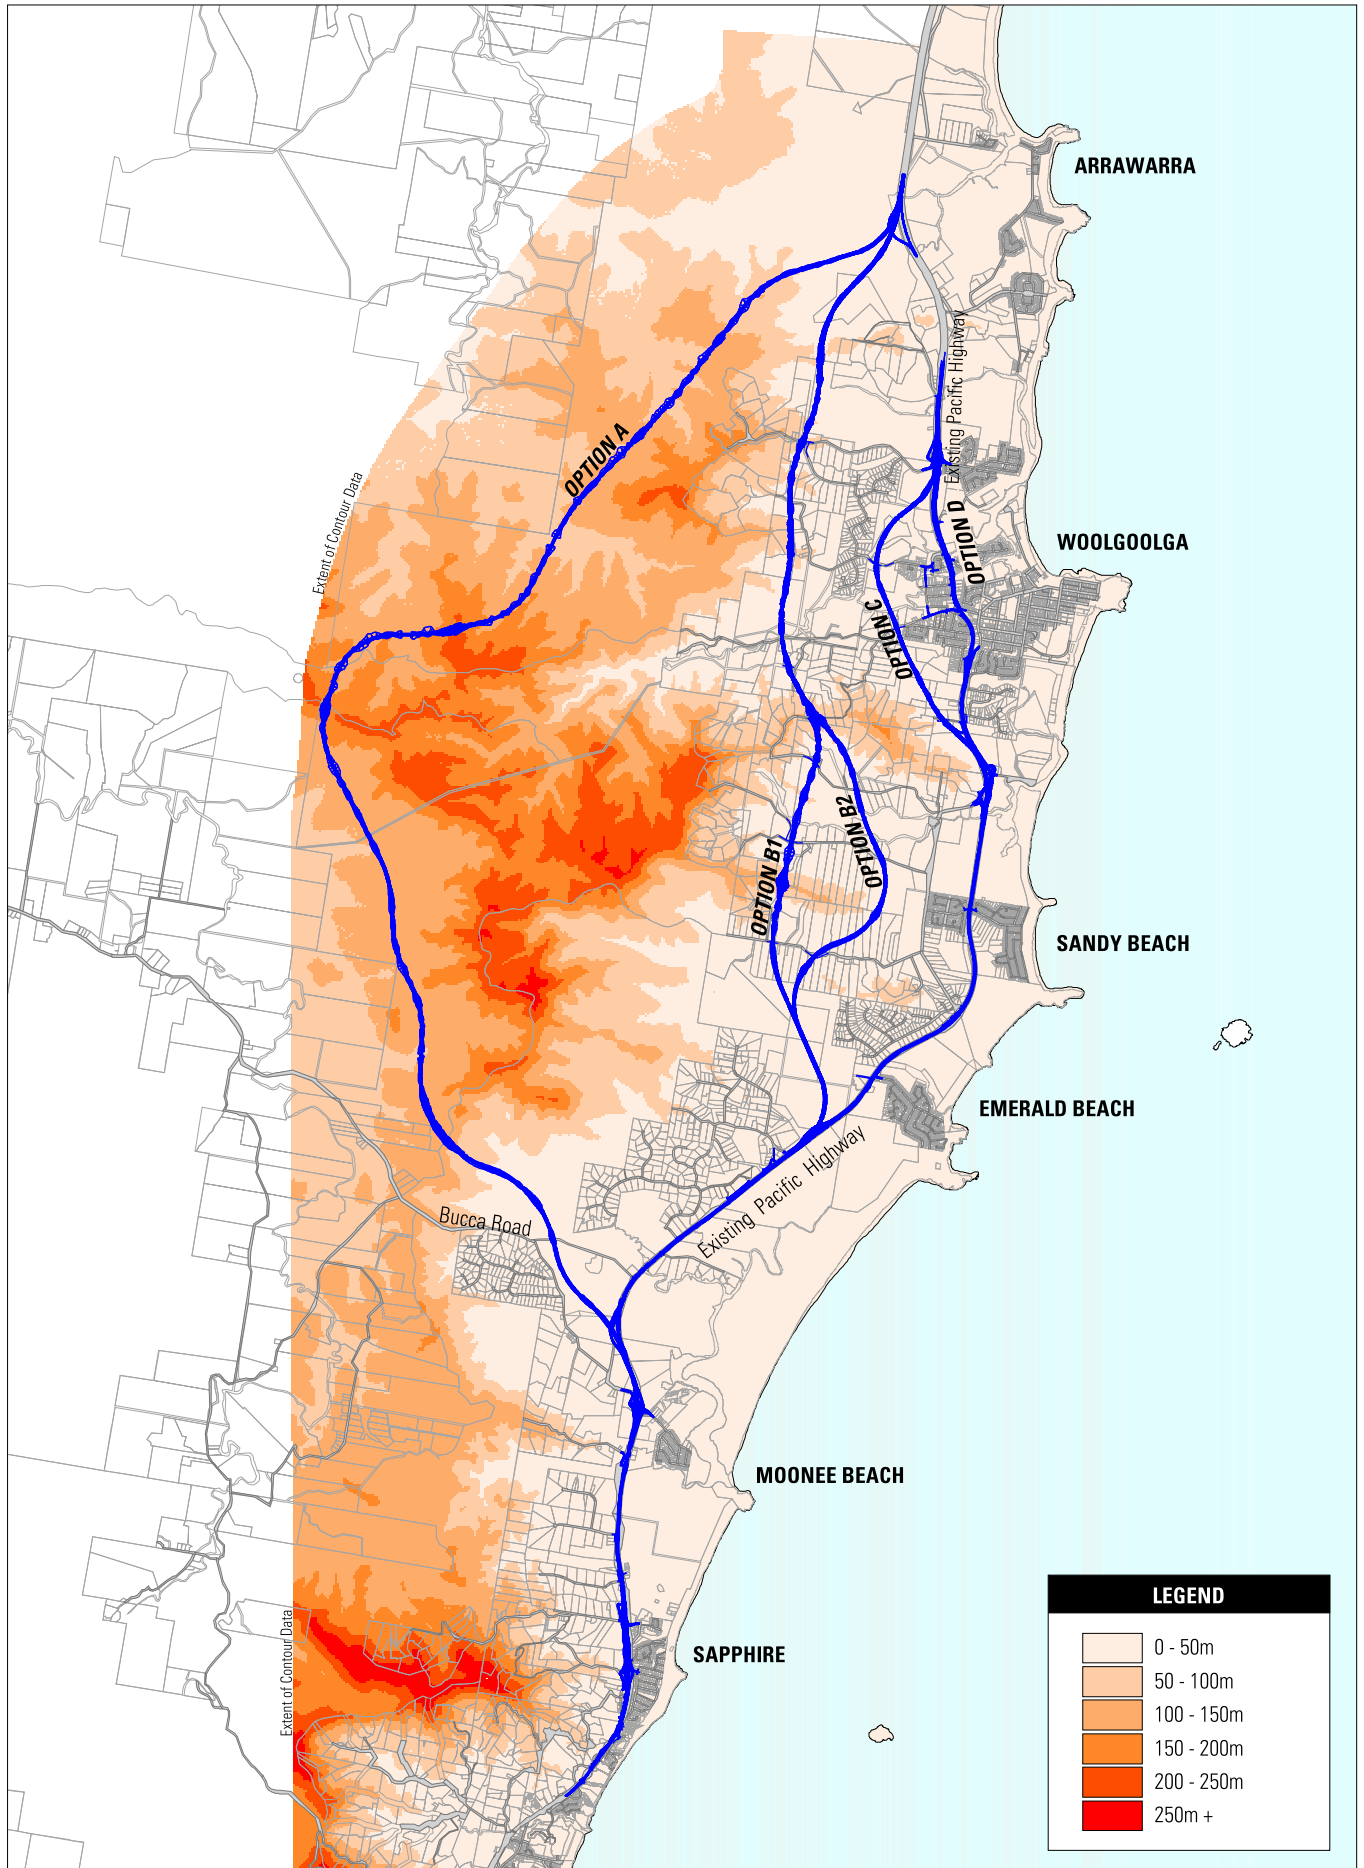 ARRAWARRA
Existing Pacific Highway
OPTION A
Extent of Contour Data
OPTION D
WOOLGOOLGA
OPTION C
OPTION B2
OPTION B1
SANDY BEACH
EMERALD BEACH
Existing Pacific Highway
Bucca Road
MOONEE BEACH
SAPPHIRE
Extent of Contour Data
LEGEND
0 - 50m
50 - 100m
100 - 150m
150 - 200m
200 - 250m
250m +